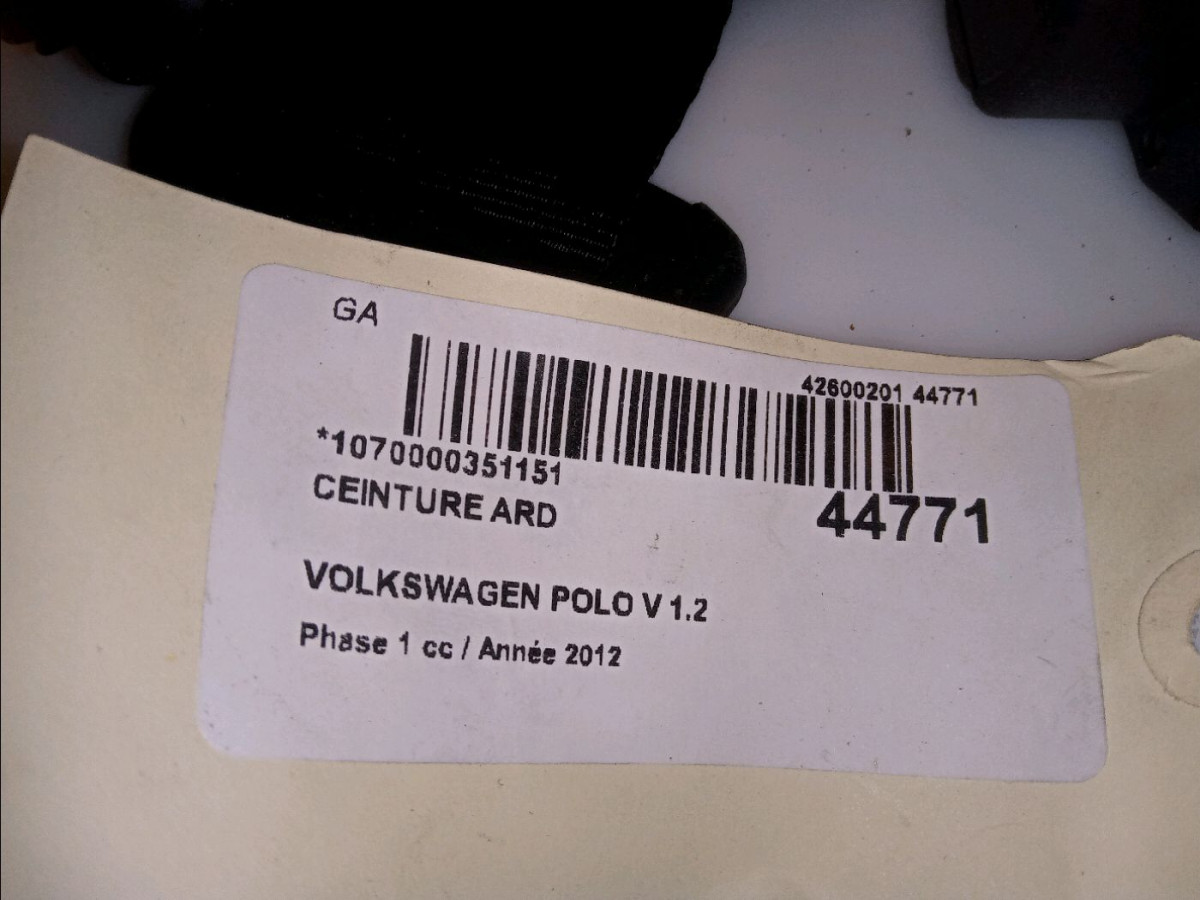 GA
42600201 44771
*1070000351151
CEINTURE ARD
44771
VOLKSWAGEN POLO V 1.2
Phase 1 cc / Année 2012